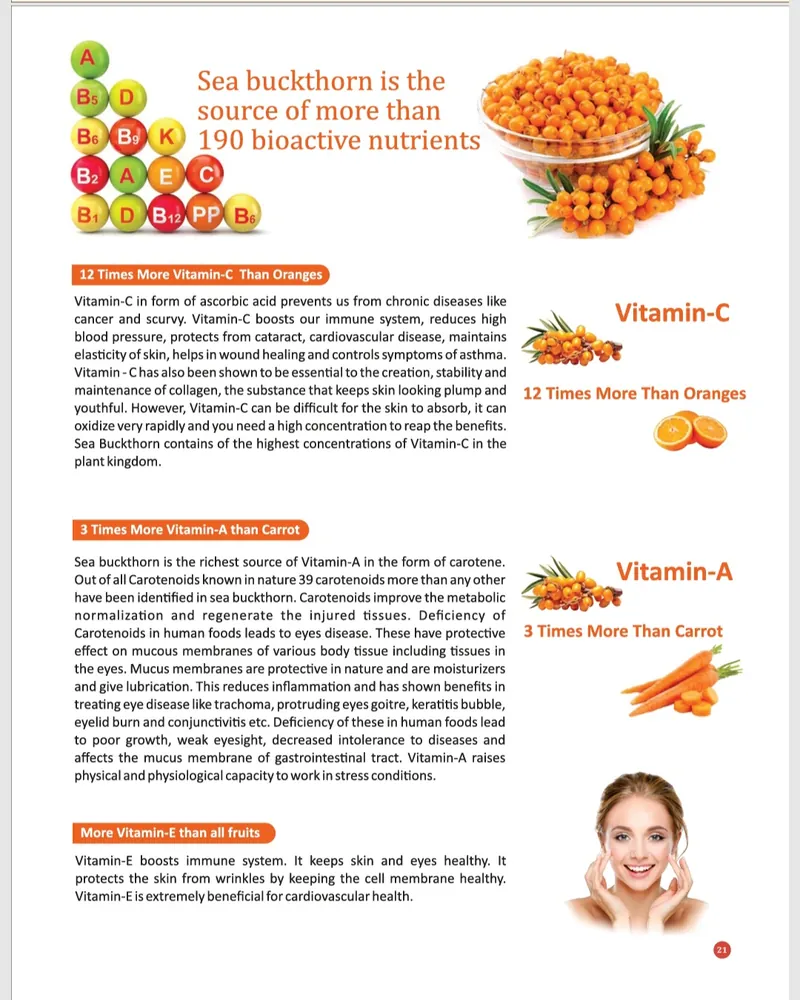 A
B5 D
B6 B9 K
B2 A E C
B1 D B12 PP B6
Sea buckthorn is the
source of more than
190 bioactive nutrients
12 Times More Vitamin-C Than Oranges
Vitamin-C in form of ascorbic acid prevents us from chronic diseases like
cancer and scurvy. Vitamin-C boosts our immune system, reduces high
blood pressure, protects from cataract, cardiovascular disease, maintains
elasticity of skin, helps in wound healing and controls symptoms of asthma.
Vitamin - C has also been shown to be essential to the creation, stability and
maintenance of collagen, the substance that keeps skin looking plump and
youthful. However, Vitamin-C can be difficult for the skin to absorb, it can
oxidize very rapidly and you need a high concentration to reap the benefits.
Sea Buckthorn contains of the highest concentrations of Vitamin-C in the
plant kingdom.
Vitamin-C
12 Times More Than Oranges
3 Times More Vitamin-A than Carrot
Sea buckthorn is the richest source of Vitamin-A in the form of carotene.
Out of all Carotenoids known in nature 39 carotenoids more than any other
have been identified in sea buckthorn. Carotenoids improve the metabolic
normalization and regenerate the injured tissues. Deficiency of
Carotenoids in human foods leads to eyes disease. These have protective
effect on mucous membranes of various body tissue including tissues in
the eyes. Mucus membranes are protective in nature and are moisturizers
and give lubrication. This reduces inflammation and has shown benefits in
treating eye disease like trachoma, protruding eyes goitre, keratitis bubble,
eyelid burn and conjunctivitis etc. Deficiency of these in human foods lead
to poor growth, weak eyesight, decreased intolerance to diseases and
affects the mucus membrane of gastrointestinal tract. Vitamin-A raises
physical and physiological capacity to work in stress conditions.
Vitamin-A
3 Times More Than Carrot
More Vitamin-E than all fruits
Vitamin-E boosts immune system. It keeps skin and eyes healthy. It
protects the skin from wrinkles by keeping the cell membrane healthy.
Vitamin-E is extremely beneficial for cardiovascular health.
21